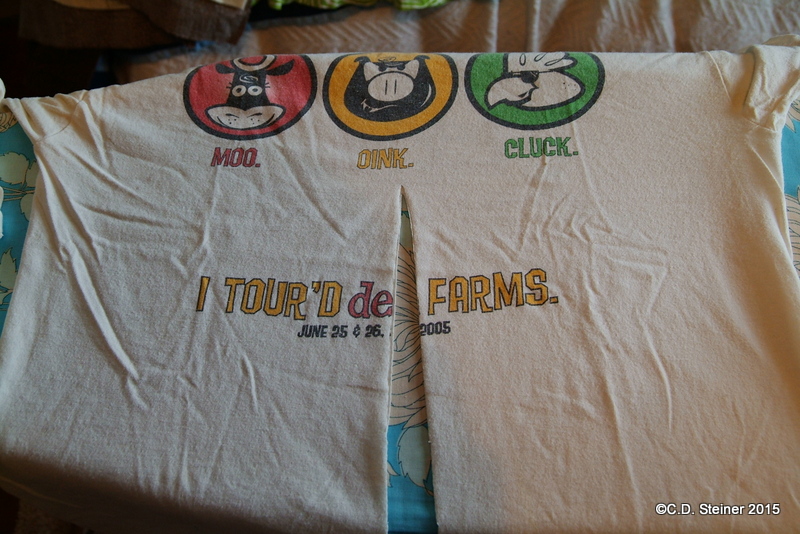 MOO. OINK. CLUCK.
I TOUR'D de FARMS.
JUNE 25 & 26, 2005
©C.D. Steiner 2015